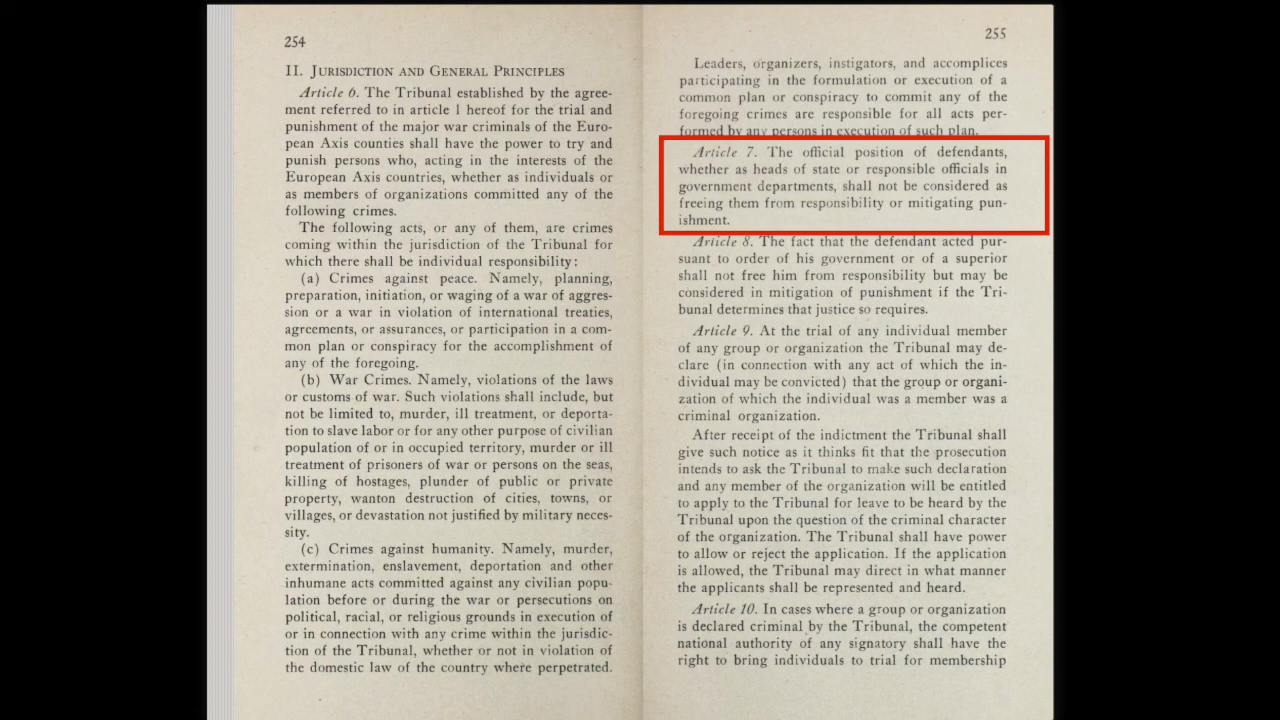 254
II. JURISDICTION AND GENERAL PRINCIPLES
Article 6. The Tribunal established by the agree-
ment referred to in article 1 hereof for the trial and
punishment of the major war criminals of the Euro-
pean Axis counties shall have the power to try and
punish persons who, acting in the interests of the
European Axis countries, whether as individuals or
as members of organizations committed any of the
following crimes.
The following acts, or any of them, are crimes
coming within the jurisdiction of the Tribunal for
which there shall be individual responsibility:
(a) Crimes against peace. Namely, planning,
preparation, initiation, or waging of a war of aggres-
sion or a war in violation of international treaties,
agreements, or assurances, or participation in a com-
mon plan or conspiracy for the accomplishment of
any of the foregoing.
(b) War Crimes. Namely, violations of the laws
or customs of war. Such violations shall include, but
not be limited to, murder, ill treatment, or deporta-
tion to slave labor or for any other purpose of civilian
population of or in occupied territory, murder or ill
treatment of prisoners of war or persons on the seas,
killing of hostages, plunder of public or private
property, wanton destruction of cities, towns, or
villages, or devastation not justified by military neces-
sity.
(c) Crimes against humanity. Namely, murder,
extermination, enslavement, deportation and other
inhumane acts committed against any civilian popu-
lation before or during the war or persecutions on
political, racial, or religious grounds in execution of
or in connection with any crime within the jurisdic-
tion of the Tribunal, whether or not in violation of
the domestic law of the country where perpetrated.
255
Leaders, organizers, instigators, and accomplices
participating in the formulation or execution of a
common plan or conspiracy to commit any of the
foregoing crimes are responsible for all acts per-
formed by any persons in execution of such plan.
Article 7. The official position of defendants,
whether as heads of state or responsible officials in
government departments, shall not be considered as
freeing them from responsibility or mitigating pun-
ishment.
Article 8. The fact that the defendant acted pur-
suant to order of his government or of a superior
shall not free him from responsibility but may be
considered in mitigation of punishment if the Tri-
bunal determines that justice so requires.
Article 9. At the trial of any individual member
of any group or organization the Tribunal may de-
clare (in connection with any act of which the in-
dividual may be convicted) that the group or organi-
zation of which the individual was a member was a
criminal organization.
After receipt of the indictment the Tribunal shall
give such notice as it thinks fit that the prosecution
intends to ask the Tribunal to make such declaration
and any member of the organization will be entitled
to apply to the Tribunal for leave to be heard by the
Tribunal upon the question of the criminal character
of the organization. The Tribunal shall have power
to allow or reject the application. If the application
is allowed, the Tribunal may direct in what manner
the applicants shall be represented and heard.
Article 10. In cases where a group or organization
is declared criminal by the Tribunal, the competent
national authority of any signatory shall have the
right to bring individuals to trial for membership